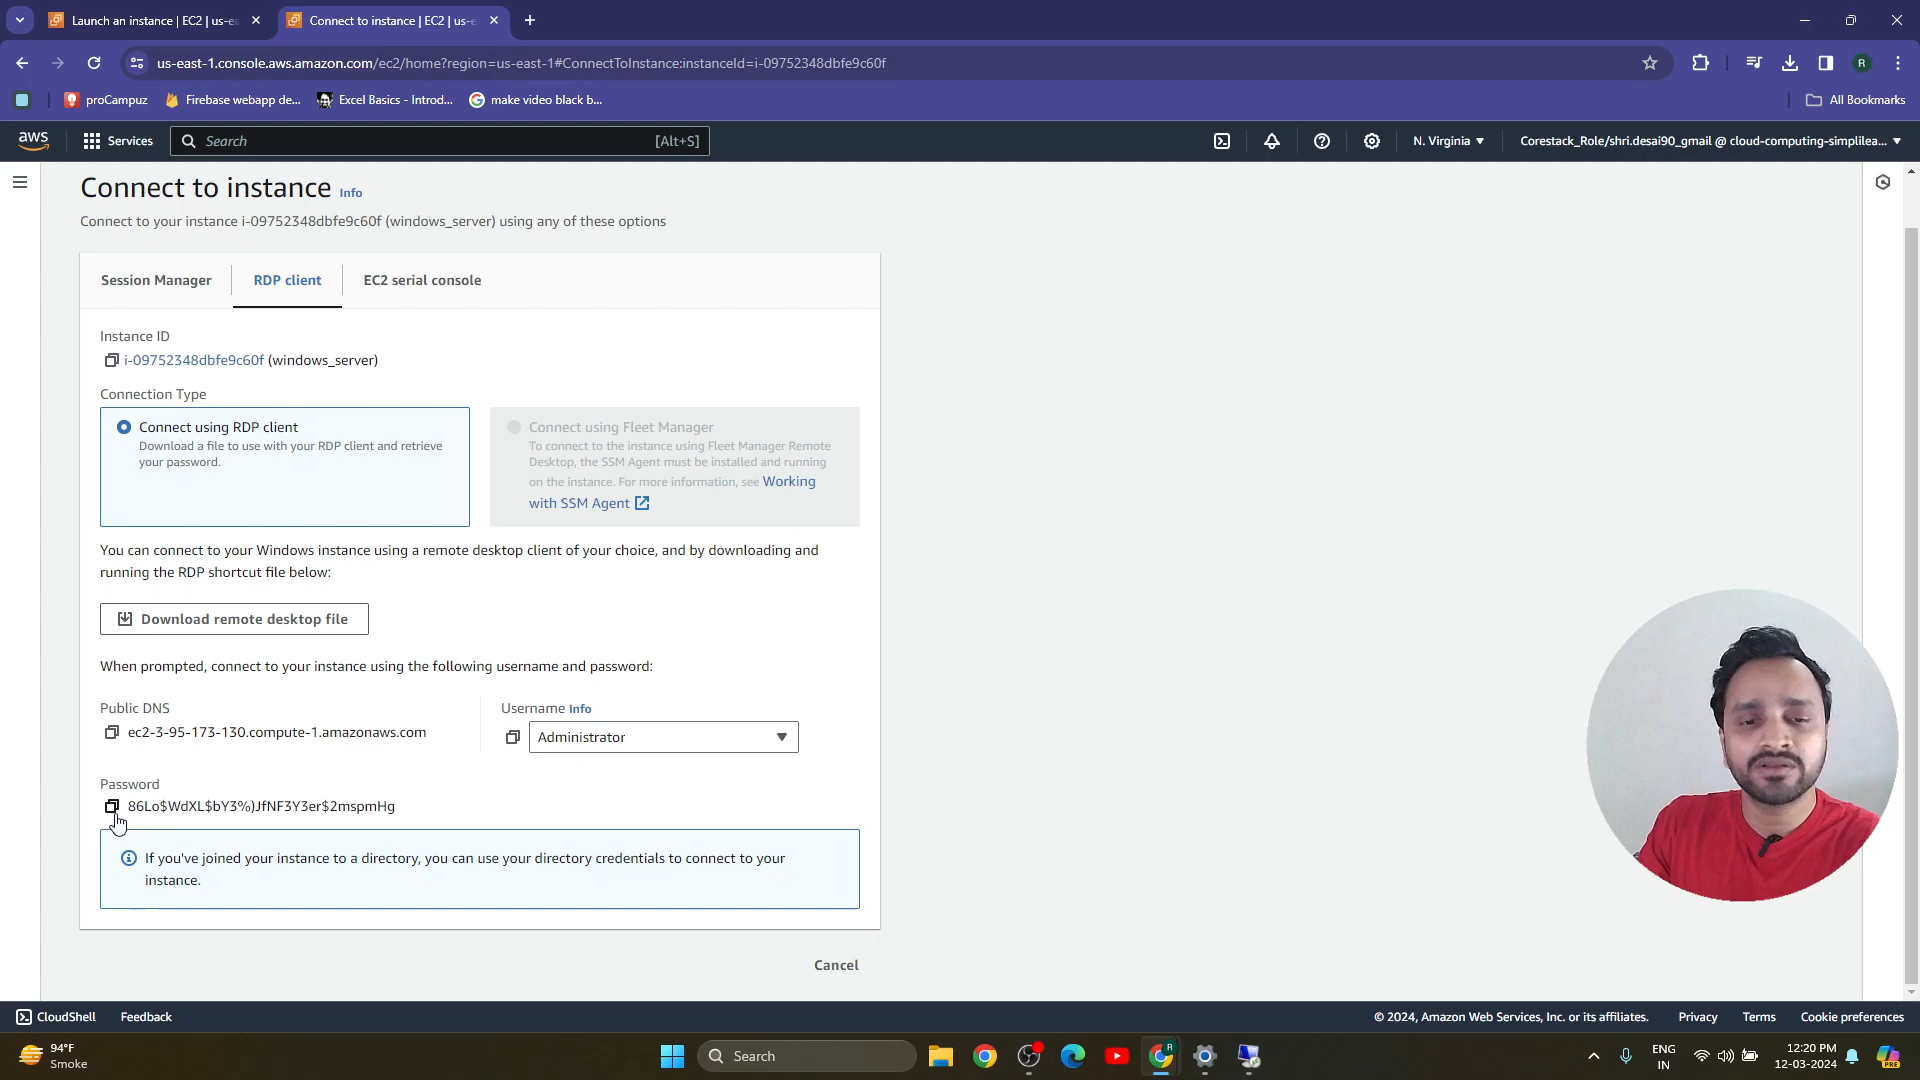 Launch an instance | EC2 | us-ea
Connect to instance | EC2 | us-e
us-east-1.console.aws.amazon.com/ec2/home?region=us-east-1#ConnectToInstance:instanceId=i-09752348dbfe9c60f
R
proCampuz
Firebase webapp de...
Excel Basics - Introd...
make video black b...
All Bookmarks
aws
Services
Search
[Alt+S]
N. Virginia
Corestack_Role/shri.desai90_gmail @ cloud-computing-simplilea...
Connect to instance Info
Connect to your instance i-09752348dbfe9c60f (windows_server) using any of these options
Session Manager
RDP client
EC2 serial console
Instance ID
i-09752348dbfe9c60f (windows_server)
Connection Type
Connect using RDP client
Download a file to use with your RDP client and retrieve
your password.
Connect using Fleet Manager
To connect to the instance using Fleet Manager Remote
Desktop, the SSM Agent must be installed and running
on the instance. For more information, see Working
with SSM Agent
You can connect to your Windows instance using a remote desktop client of your choice, and by downloading and
running the RDP shortcut file below:
Download remote desktop file
When prompted, connect to your instance using the following username and password:
Public DNS
ec2-3-95-173-130.compute-1.amazonaws.com
Username Info
Administrator
Password
86Lo$WdXL$bY3%)JfNF3Y3er$2mspmHg
If you've joined your instance to a directory, you can use your directory credentials to connect to your
instance.
Cancel
CloudShell
Feedback
© 2024, Amazon Web Services, Inc. or its affiliates.
Privacy
Terms
Cookie preferences
94°F
Smoke
Search
R
ENG
IN
12:20 PM
12-03-2024
PRE